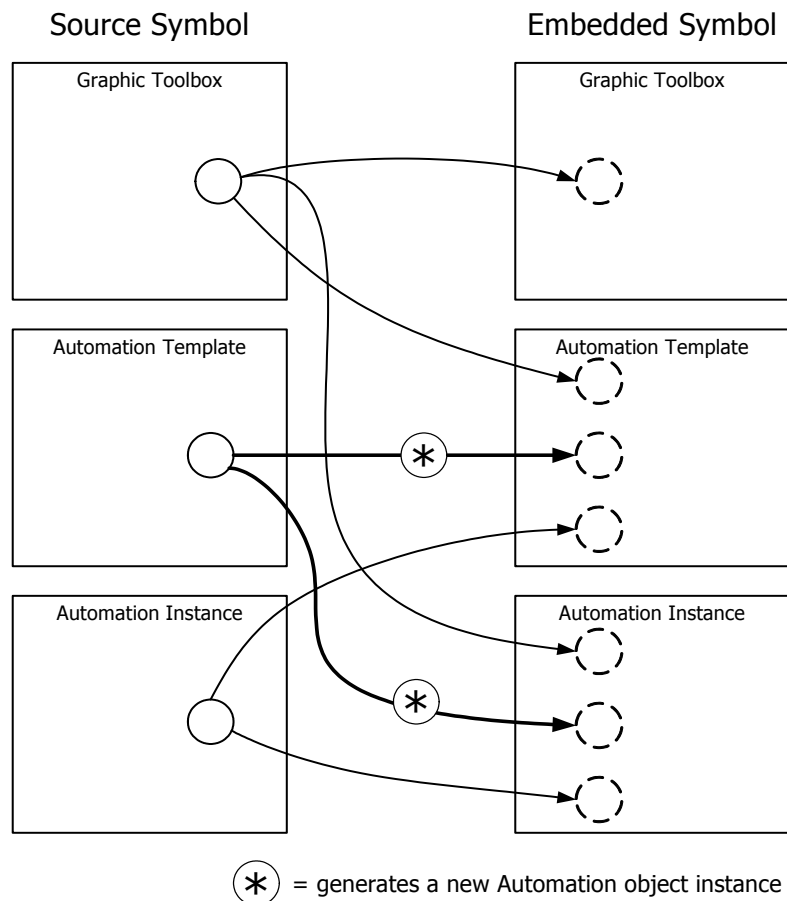 Source Symbol
Embedded Symbol
Graphic Toolbox
Graphic Toolbox
Automation Template
Automation Template
*
Automation Instance
Automation Instance
*
* = generates a new Automation object instance